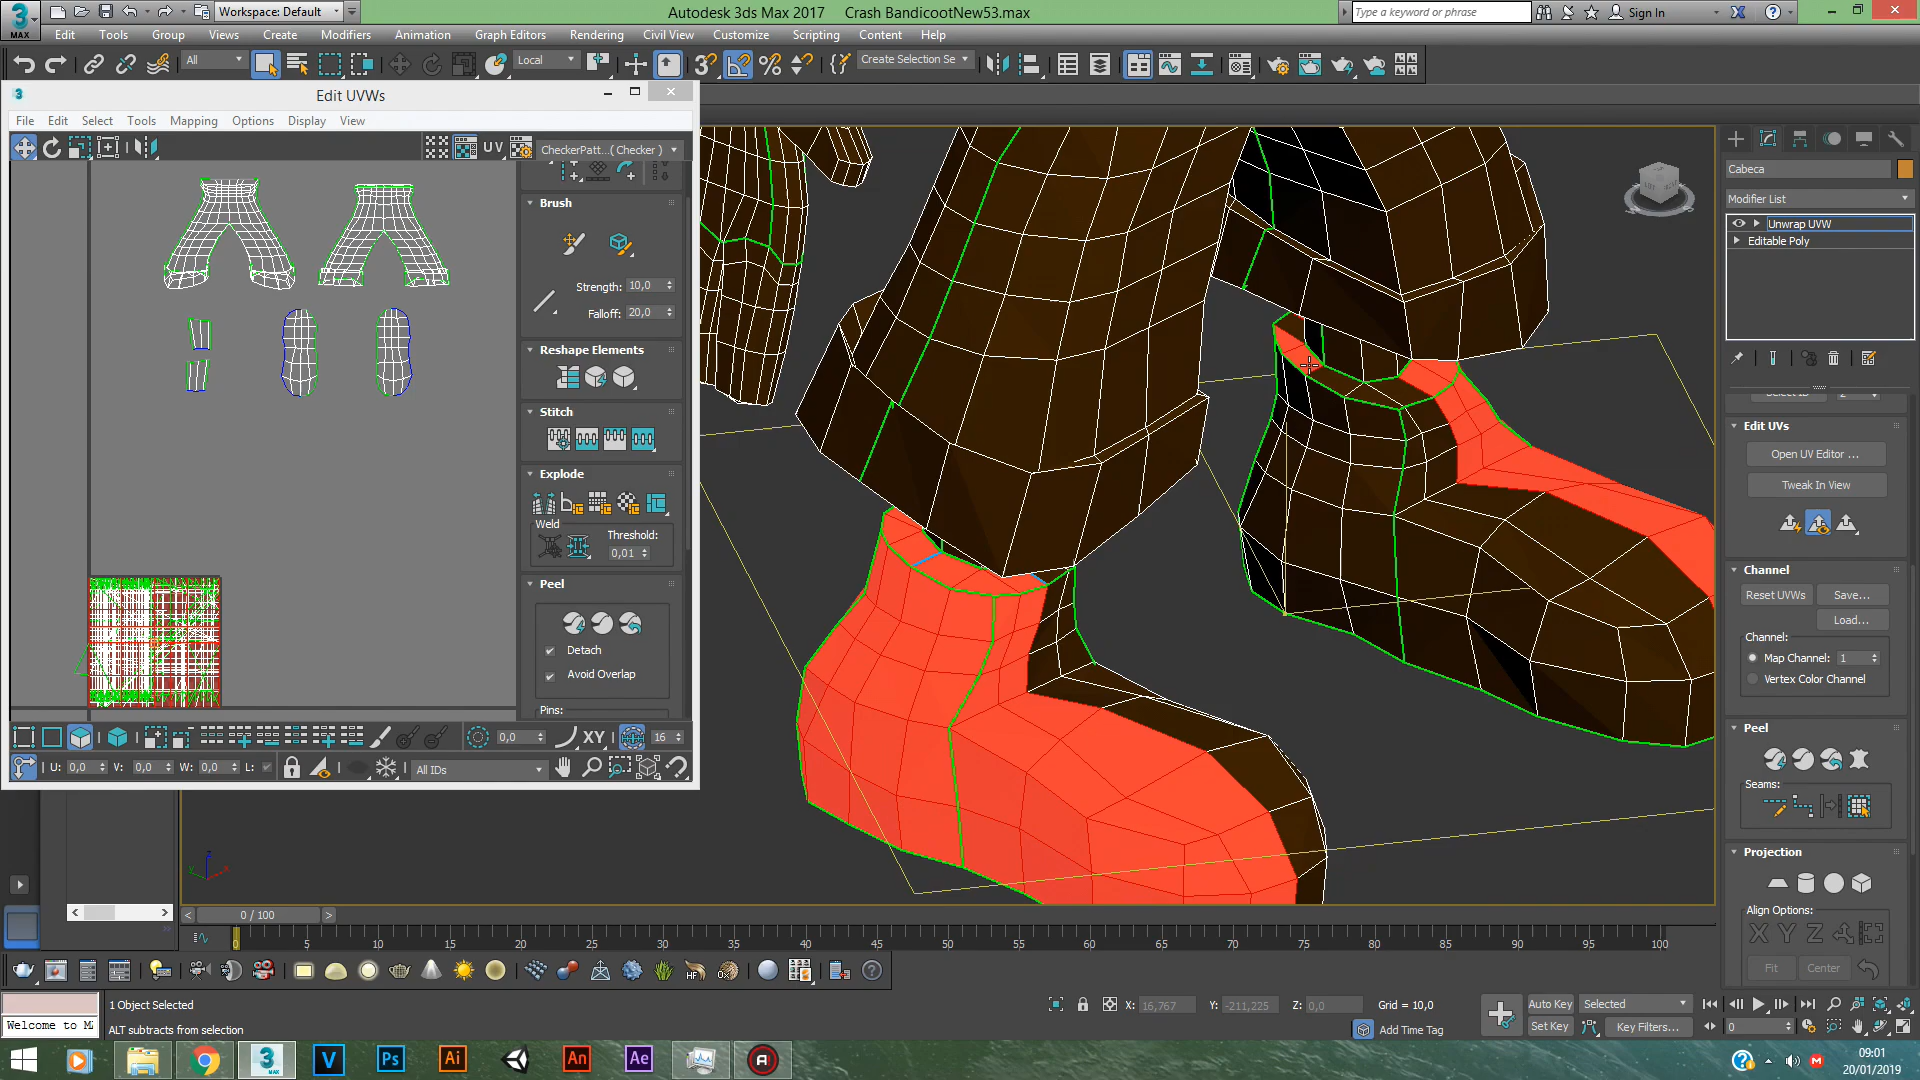 Workspace: Default
Autodesk 3ds Max 2017    Crash BandicootNew53.max
Type a keyword or phrase
Sign In
MAX
Edit Tools Group Views Create Modifiers Animation Graph Editors Rendering Civil View Customize Scripting Content Help
All
Local
Create Selection Se
Edit UVWs
File Edit Select Tools Mapping Options Display View
UV
CheckerPatt...( Checker )
Brush
Strength: 10,0
Falloff: 20,0
Reshape Elements
Stitch
Explode
Weld
Threshold:
0,01
Peel
Detach
Avoid Overlap
Pins:
0,0
XY
16
U: 0,0 V: 0,0 W: 0,0 L:
All IDs
Cabeca
Modifier List
Unwrap UVW
Editable Poly
Edit UVs
Open UV Editor ...
Tweak In View
Channel
Reset UVWs
Save...
Load...
Channel:
Map Channel: 1
Vertex Color Channel
Peel
Seams:
Projection
Align Options:
X Y Z
Fit
Center
0 / 100
0 5 10 15 20 25 30 35 40 45 50 55 60 65 70 75 80 85 90 95 100
1 Object Selected
X: 16,767 Y: -211,225 Z: 0,0 Grid = 10,0
Auto Key
Selected
Welcome to M
ALT subtracts from selection
Add Time Tag
Set Key
Key Filters...
0
V
Ps
Ai
An
Ae
09:01
20/01/2019